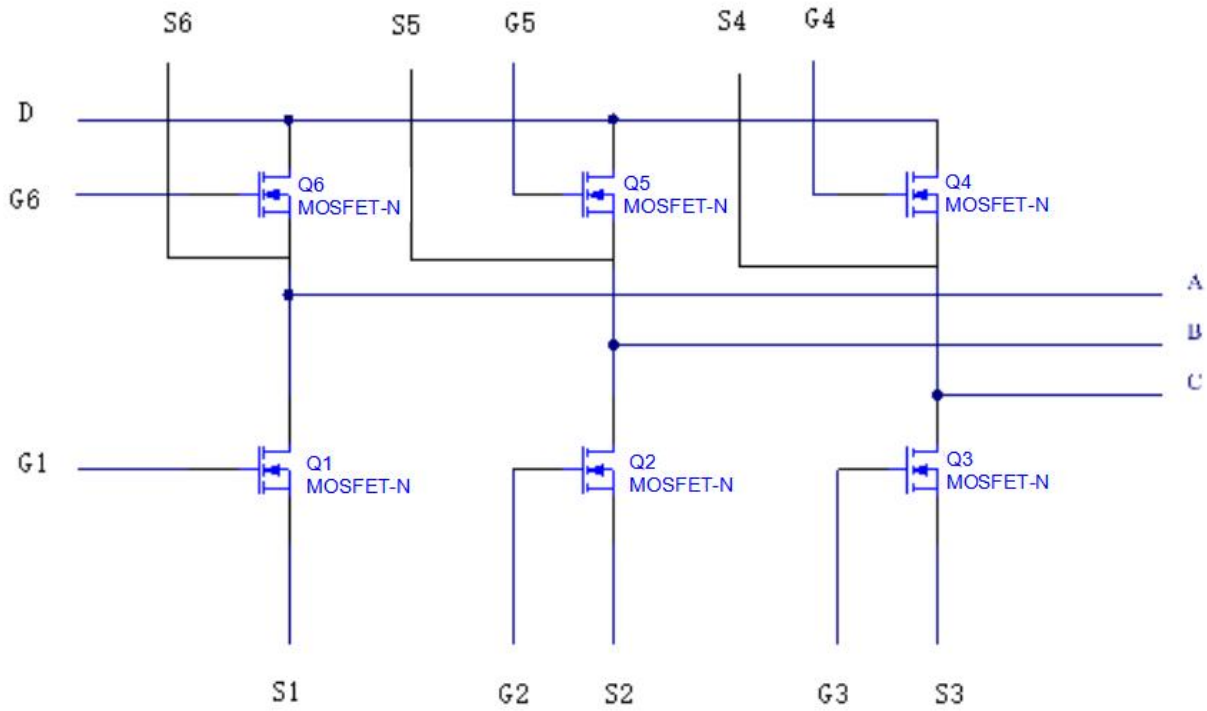 S6
S5
G5
S4
G4
D
G6
Q6
MOSFET-N
Q5
MOSFET-N
Q4
MOSFET-N
A
B
C
G1
Q1
MOSFET-N
Q2
MOSFET-N
Q3
MOSFET-N
S1
G2
S2
G3
S3